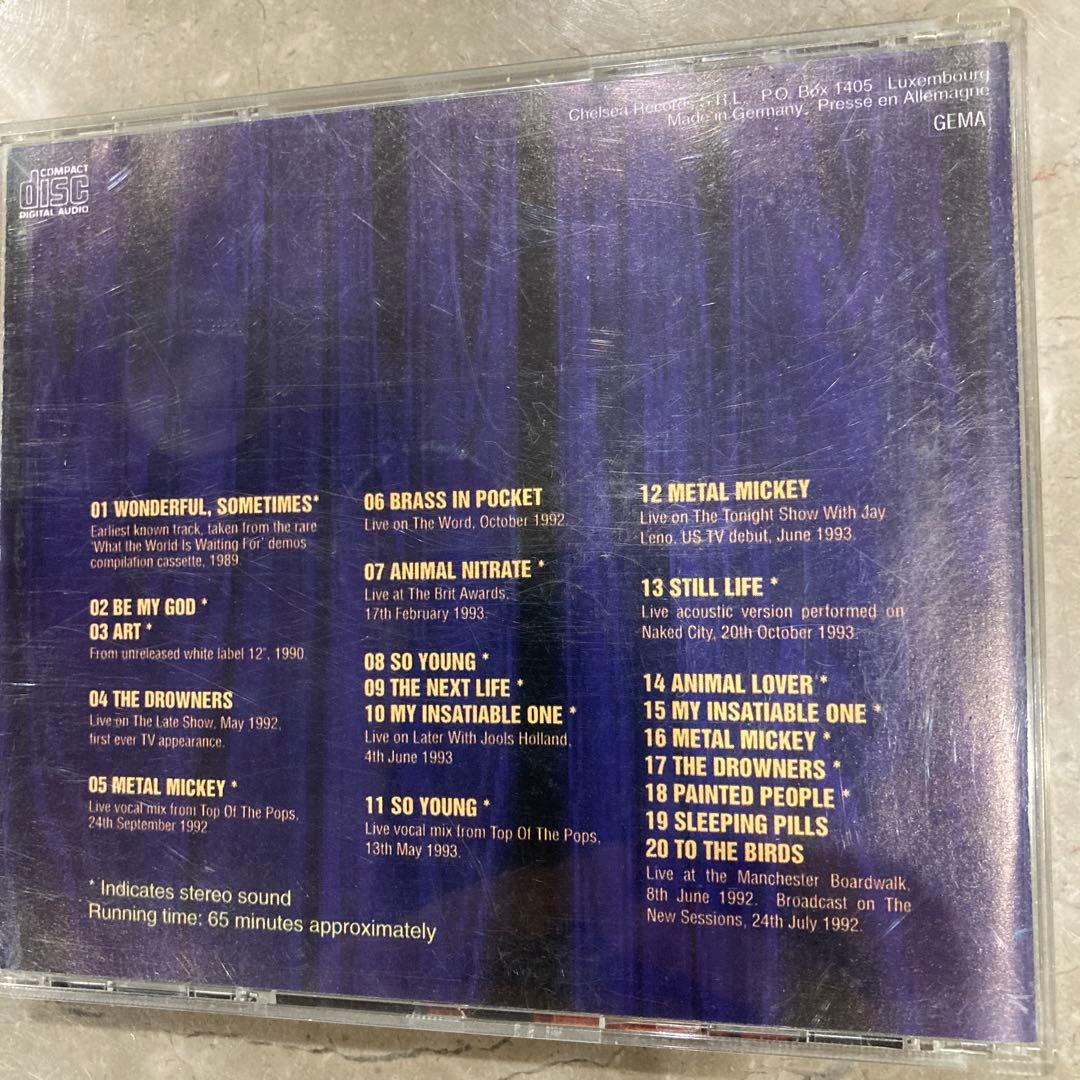 Chelsea Records S.A.R.L. P.O. Box 1405 Luxembourg
Made in Germany Presse en Allemagne
GEMA
COMPACT
disc
DIGITAL AUDIO
01 WONDERFUL, SOMETIMES*
Earliest known track, taken from the rare
'What the World Is Waiting For' demos
compilation cassette, 1989.
02 BE MY GOD *
03 ART *
From unreleased white label 12", 1990.
04 THE DROWNERS
Live on The Late Show, May 1992,
first ever TV appearance.
05 METAL MICKEY *
Live vocal mix from Top Of The Pops,
24th September 1992
* Indicates stereo sound
Running time: 65 minutes approximately
06 BRASS IN POCKET
Live on The Word, October 1992.
07 ANIMAL NITRATE *
Live at The Brit Awards,
17th February 1993.
08 SO YOUNG *
09 THE NEXT LIFE *
10 MY INSATIABLE ONE *
Live on Later With Jools Holland,
4th June 1993
11 SO YOUNG *
Live vocal mix from Top Of The Pops,
13th May 1993.
12 METAL MICKEY
Live on The Tonight Show With Jay
Leno, US TV debut, June 1993.
13 STILL LIFE *
Live acoustic version performed on
Naked City, 20th October 1993.
14 ANIMAL LOVER *
15 MY INSATIABLE ONE *
16 METAL MICKEY *
17 THE DROWNERS *
18 PAINTED PEOPLE *
19 SLEEPING PILLS
20 TO THE BIRDS
Live at the Manchester Boardwalk,
8th June 1992. Broadcast on The
New Sessions, 24th July 1992.